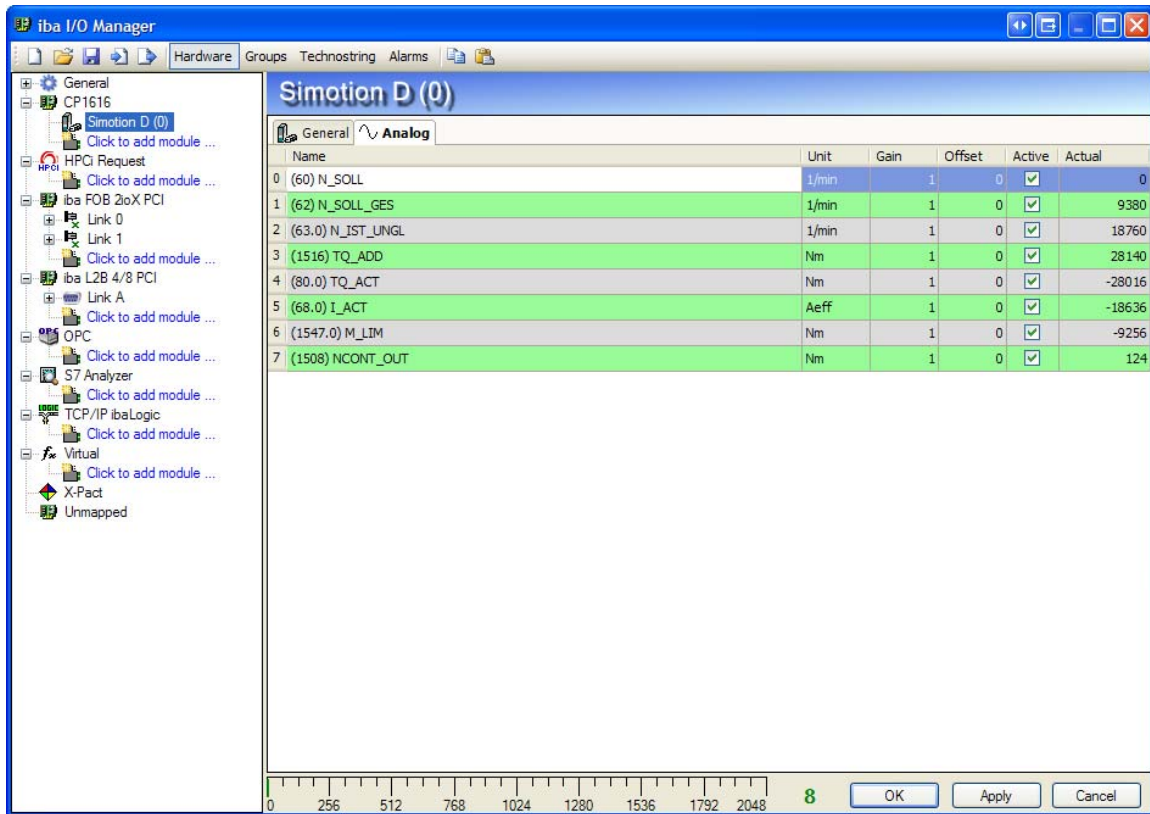 iba I/O Manager
Hardware Groups Technostring Alarms
General
CP1616
Simotion D (0)
Click to add module ...
HPCi HPCi Request
Click to add module ...
iba FOB 2ioX PCI
Link 0
Link 1
Click to add module ...
iba L2B 4/8 PCI
Link A
Click to add module ...
OPC OPC
Click to add module ...
S7 Analyzer
Click to add module ...
LOGIC TCP/IP ibaLogic
Click to add module ...
fx Virtual
Click to add module ...
X-Pact
Unmapped
Simotion D (0)
General Analog
Name Unit Gain Offset Active Actual
0 (60) N_SOLL 1/min 1 0 0
1 (62) N_SOLL_GES 1/min 1 0 9380
2 (63.0) N_IST_UNGL 1/min 1 0 18760
3 (1516) TQ_ADD Nm 1 0 28140
4 (80.0) TQ_ACT Nm 1 0 -28016
5 (68.0) I_ACT Aeff 1 0 -18636
6 (1547.0) M_LIM Nm 1 0 -9256
7 (1508) NCONT_OUT Nm 1 0 124
0 256 512 768 1024 1280 1536 1792 2048
8 OK Apply Cancel